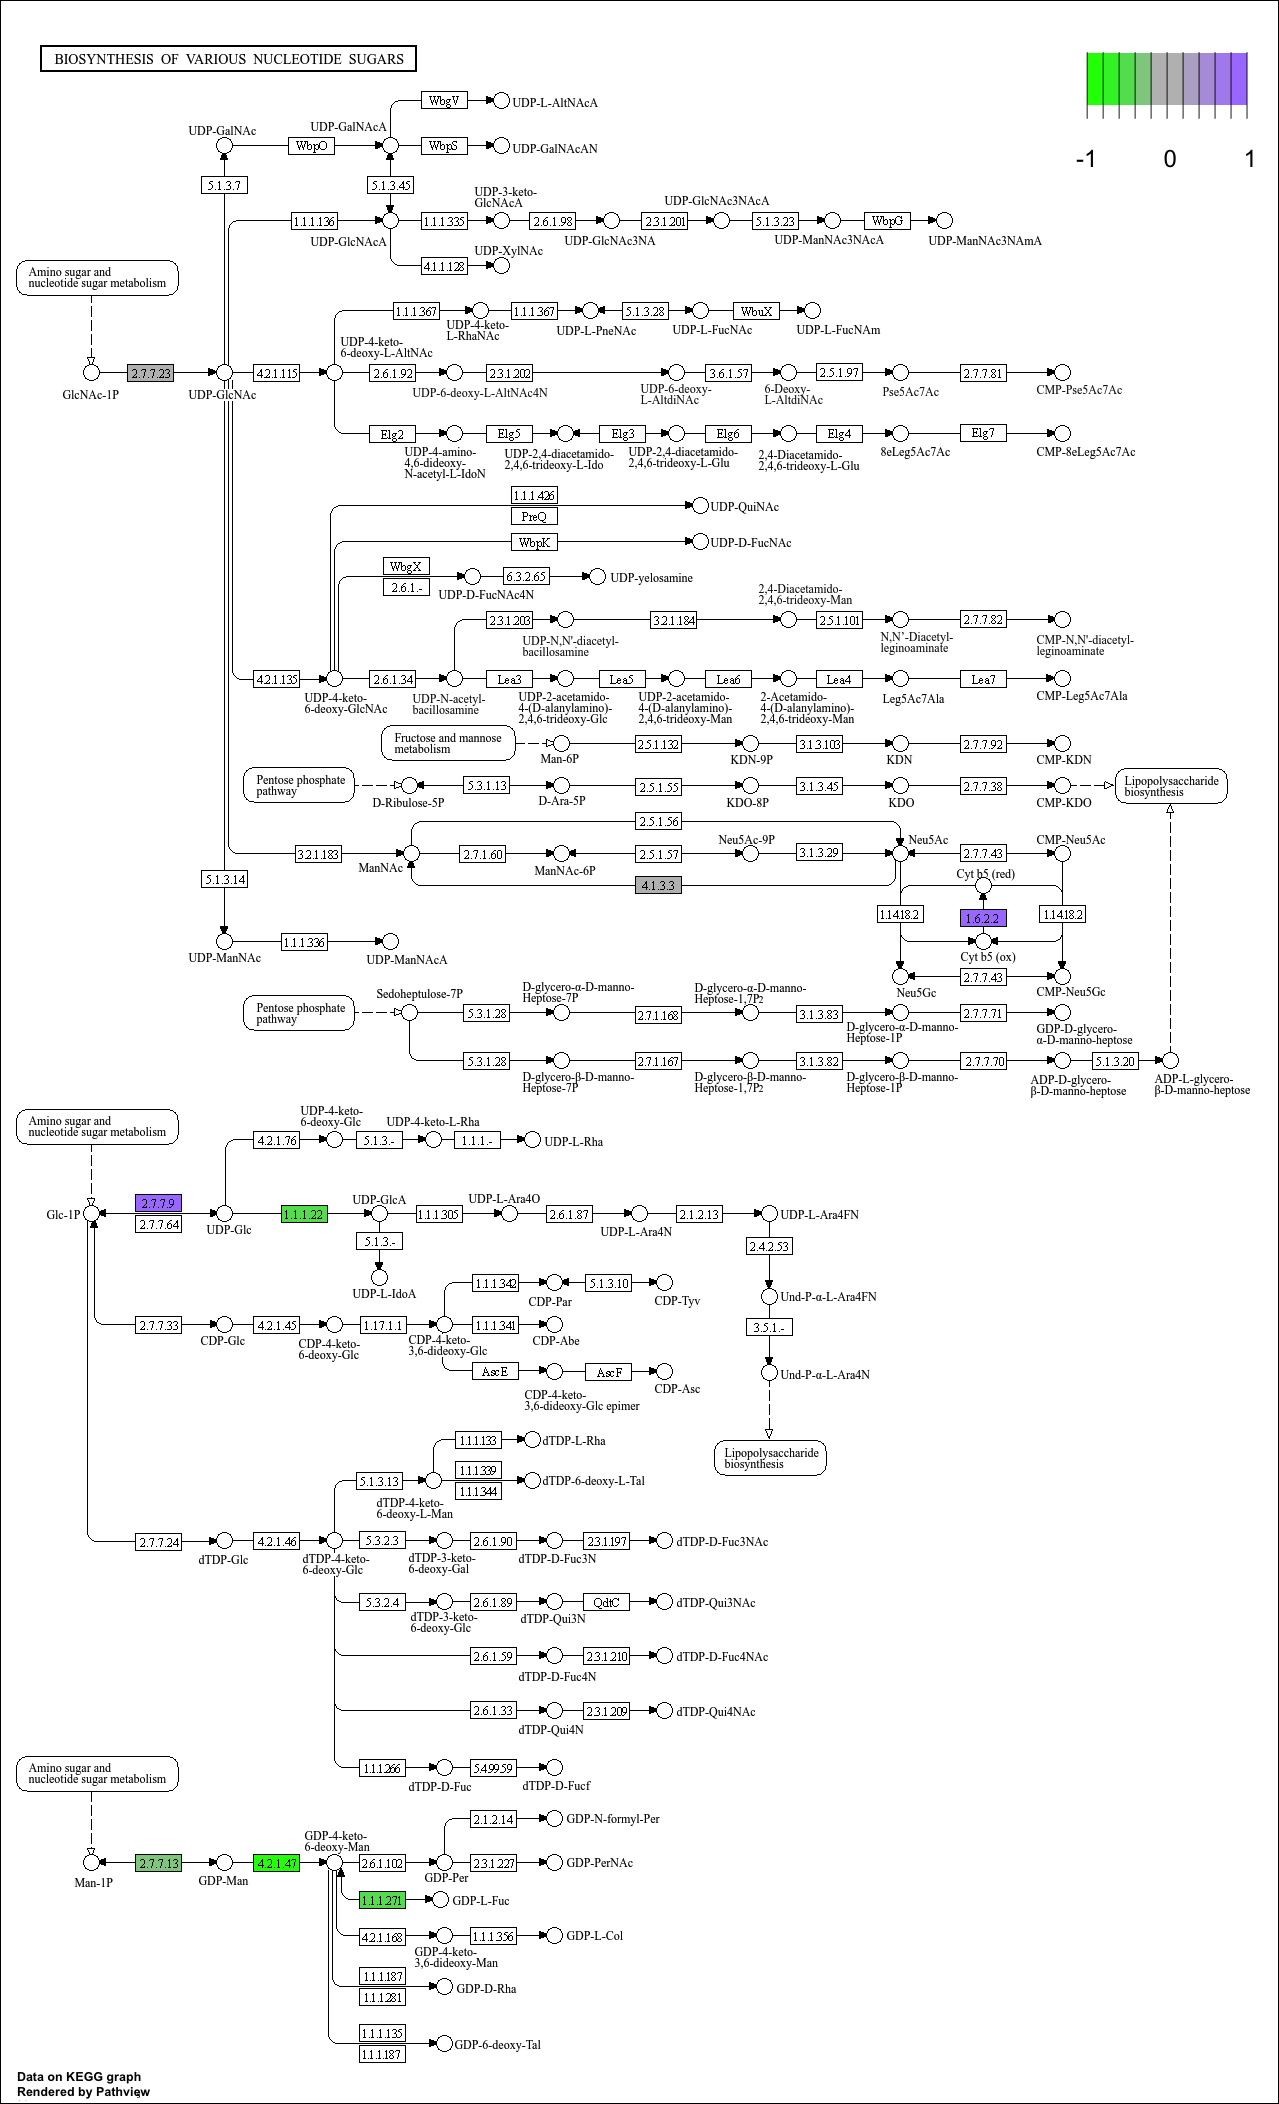 BIOSYNTHESIS OF VARIOUS NUCLEOTIDE SUGARS
-1 0 1
WbgV UDP-L-AltNAcA
UDP-GalNAc UDP-GalNAcA
WbpO WbpS UDP-GalNAcAN
5.1.3.7 5.1.3.45
UDP-3-keto-
GlcNAcA UDP-GlcNAc3NAcA
1.1.1.136 1.1.1.335 2.6.1.98 2.3.1.201 5.1.3.23 WbpG
UDP-GlcNAcA UDP-GlcNAc3NA UDP-ManNAc3NAcA UDP-ManNAc3NAmA
UDP-XylNAc
4.1.1.128
Amino sugar and
nucleotide sugar metabolism
1.1.1.367 1.1.1.367 5.1.3.28 WbuX
UDP-4-keto-
L-RhaNAc UDP-L-PneNAc UDP-L-FucNAc UDP-L-FucNAm
UDP-4-keto-
6-deoxy-L-AltNAc
2.7.7.23 4.2.1.115 2.6.1.92 2.3.1.202 3.6.1.57 2.5.1.97 2.7.7.81
GlcNAc-1P UDP-GlcNAc UDP-6-deoxy-L-AltNAc4N UDP-6-deoxy-
L-AltdiNAc 6-Deoxy-
L-AltdiNAc Pse5Ac7Ac CMP-Pse5Ac7Ac
Elg2 Elg5 Elg3 Elg6 Elg4 Elg7
UDP-4-amino-
4,6-dideoxy-
N-acetyl-L-IdoN UDP-2,4-diacetamido-
2,4,6-trideoxy-L-Ido UDP-2,4-diacetamido-
2,4,6-trideoxy-L-Glu 2,4-Diacetamido-
2,4,6-trideoxy-L-Glu 8eLeg5Ac7Ac CMP-8eLeg5Ac7Ac
1.1.1.426
PreQ UDP-QuiNAc
WbpK UDP-D-FucNAc
WbgX
2.6.1.- 6.3.2.65 UDP-yelosamine
UDP-D-FucNAc4N
2,4-Diacetamido-
2,4,6-trideoxy-Man
2.3.1.203 3.2.1.184 2.5.1.101 2.7.7.82
UDP-N,N'-diacetyl-
bacillosamine N,N'-Diacetyl-
leginoaminate CMP-N,N'-diacetyl-
leginoaminate
4.2.1.135 2.6.1.34 Lea3 Lea5 Lea6 Lea4 Lea7
UDP-4-keto-
6-deoxy-GlcNAc UDP-N-acetyl-
bacillosamine UDP-2-acetamido-
4-(D-alanylamino)-
2,4,6-trideoxy-Glc UDP-2-acetamido-
4-(D-alanylamino)-
2,4,6-trideoxy-Man 2-Acetamido-
4-(D-alanylamino)-
2,4,6-trideoxy-Man Leg5Ac7Ala CMP-Leg5Ac7Ala
Fructose and mannose
metabolism
2.5.1.132 3.1.3.103 2.7.7.92
Man-6P KDN-9P KDN CMP-KDN
Pentose phosphate
pathway
5.3.1.13 2.5.1.55 3.1.3.45 2.7.7.38
Lipopolysaccharide
biosynthesis
D-Ribulose-5P D-Ara-5P KDO-8P KDO CMP-KDO
2.5.1.56
Neu5Ac-9P Neu5Ac CMP-Neu5Ac
3.2.1.183 2.7.1.60 2.5.1.57 3.1.3.29 2.7.7.43
ManNAc ManNAc-6P
Cyt b5 (red)
5.1.3.14 4.1.3.3
1.14.18.2 1.6.2.2 1.14.18.2
1.1.1.336
UDP-ManNAc UDP-ManNAcA
Cyt b5 (ox)
2.7.7.43
Neu5Gc CMP-Neu5Gc
Sedoheptulose-7P D-glycero-α-D-manno-
Heptose-7P D-glycero-α-D-manno-
Heptose-1,7P2
Pentose phosphate
pathway
5.3.1.28 2.7.1.168 3.1.3.83 2.7.7.71
D-glycero-α-D-manno-
Heptose-1P GDP-D-glycero-
α-D-manno-heptose
5.3.1.28 2.7.1.167 3.1.3.82 2.7.7.70 5.1.3.20
D-glycero-β-D-manno-
Heptose-7P D-glycero-β-D-manno-
Heptose-1,7P2 D-glycero-β-D-manno-
Heptose-1P ADP-D-glycero-
β-D-manno-heptose ADP-L-glycero-
β-D-manno-heptose
Amino sugar and
nucleotide sugar metabolism
UDP-4-keto-
6-deoxy-Glc UDP-4-keto-L-Rha
4.2.1.76 5.1.3.- 1.1.1.- UDP-L-Rha
2.7.7.9
2.7.7.64
Glc-1P UDP-Glc 1.1.1.22 UDP-GlcA 1.1.1.305 UDP-L-Ara4O 2.6.1.87 UDP-L-Ara4N 2.1.2.13 UDP-L-Ara4FN
5.1.3.- 2.4.2.53
UDP-L-IdoA
1.1.1.342 5.1.3.10 Und-P-α-L-Ara4FN
CDP-Par CDP-Tyv
2.7.7.33 4.2.1.45 1.17.1.1 1.1.1.341 3.5.1.-
CDP-Glc CDP-4-keto-
6-deoxy-Glc CDP-4-keto-
3,6-dideoxy-Glc CDP-Abe
AscE AscF Und-P-α-L-Ara4N
CDP-4-keto-
3,6-dideoxy-Glc epimer CDP-Asc
Lipopolysaccharide
biosynthesis
1.1.1.133 dTDP-L-Rha
5.1.3.13 1.1.1.339
1.1.1.344 dTDP-6-deoxy-L-Tal
dTDP-4-keto-
6-deoxy-L-Man
2.7.7.24 4.2.1.46 5.3.2.3 2.6.1.90 2.3.1.197 dTDP-D-Fuc3NAc
dTDP-Glc dTDP-4-keto-
6-deoxy-Glc dTDP-3-keto-
6-deoxy-Gal dTDP-D-Fuc3N
5.3.2.4 2.6.1.89 QdtC dTDP-Qui3NAc
dTDP-3-keto-
6-deoxy-Glc dTDP-Qui3N
2.6.1.59 2.3.1.210 dTDP-D-Fuc4NAc
dTDP-D-Fuc4N
2.6.1.33 2.3.1.209 dTDP-Qui4NAc
dTDP-Qui4N
Amino sugar and
nucleotide sugar metabolism
1.1.1.266 5.4.99.59
dTDP-D-Fuc dTDP-D-Fucf
2.1.2.14 GDP-N-formyl-Per
GDP-4-keto-
6-deoxy-Man
2.7.7.13 4.2.1.47 2.6.1.102 2.3.1.227 GDP-PerNAc
Man-1P GDP-Man GDP-Per
1.1.1.271 GDP-L-Fuc
4.2.1.168 1.1.1.356 GDP-L-Col
GDP-4-keto-
3,6-dideoxy-Man
1.1.1.187
1.1.1.281 GDP-D-Rha
1.1.1.135
1.1.1.187 GDP-6-deoxy-Tal
Data on KEGG graph
Rendered by Pathview